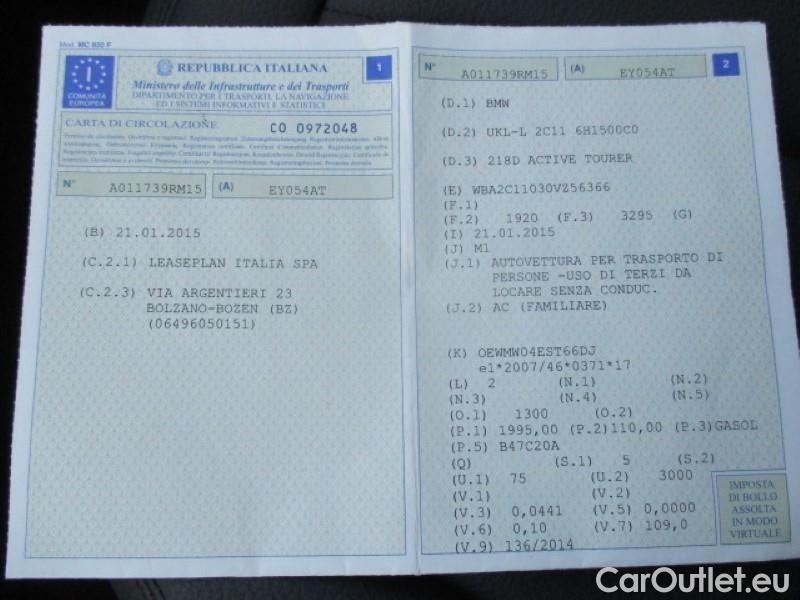 Mod. MC 820 F
I
COMUNITÀ
EUROPEA
REPUBBLICA ITALIANA
1
Ministero delle Infrastrutture e dei Trasporti
DIPARTIMENTO PER I TRASPORTI, LA NAVIGAZIONE
ED I SISTEMI INFORMATIVI E STATISTICI
CARTA DI CIRCOLAZIONE
CO 0972048
N° A011739RM15 (A) EY054AT
(B) 21.01.2015
(C.2.1) LEASEPLAN ITALIA SPA
(C.2.3) VIA ARGENTIERI 23
BOLZANO-BOZEN (BZ)
(06496050151)
N° A011739RM15 (A) EY054AT 2
(D.1) BMW
(D.2) UKL-L 2C11 6H1500C0
(D.3) 218D ACTIVE TOURER
(E) WBA2C11030VZ56366
(F.1)
(F.2) 1920 (F.3) 3295 (G)
(I) 21.01.2015
(J) M1
(J.1) AUTOVETTURA PER TRASPORTO DI
PERSONE -USO DI TERZI DA
LOCARE SENZA CONDUC.
(J.2) AC (FAMILIARE)
(K) OEWMW04EST66DJ
e1*2007/46*0371*17
(L) 2 (N.1) (N.2)
(N.3) (N.4) (N.5)
(O.1) 1300 (O.2)
(P.1) 1995,00 (P.2)110,00 (P.3)GASOL
(P.5) B47C20A
(Q) (S.1) 5 (S.2)
(U.1) 75 (U.2) 3000
(V.1) (V.2)
(V.3) 0,0441 (V.5) 0,0000
(V.6) 0,10 (V.7) 109,0
(V.9) 136/2014
IMPOSTA
DI BOLLO
ASSOLTA
IN MODO
VIRTUALE
CarOutlet.eu